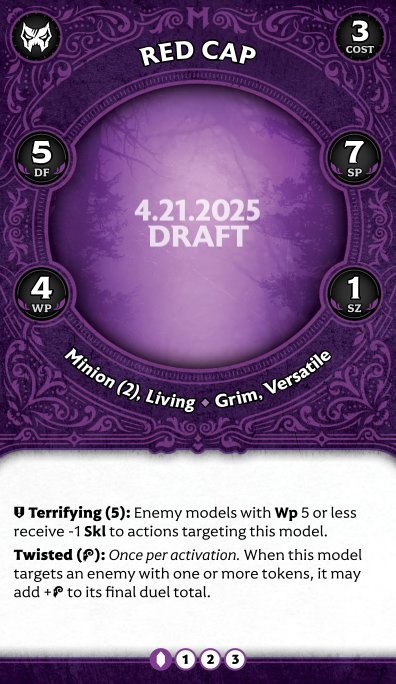 RED CAP
3
COST
5
DF
7
SP
4.21.2025
DRAFT
4
WP
1
SZ
Minion (2), Living ⬥ Grim, Versatile
Terrifying (5): Enemy models with Wp 5 or less
receive -1 Skl to actions targeting this model.
Twisted (): Once per activation. When this model
targets an enemy with one or more tokens, it may
add + to its final duel total.
1 2 3